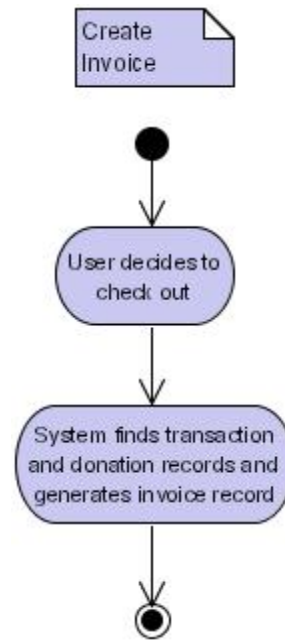 Create
Invoice
User decides to
check out
System finds transaction
and donation records and
generates invoice record